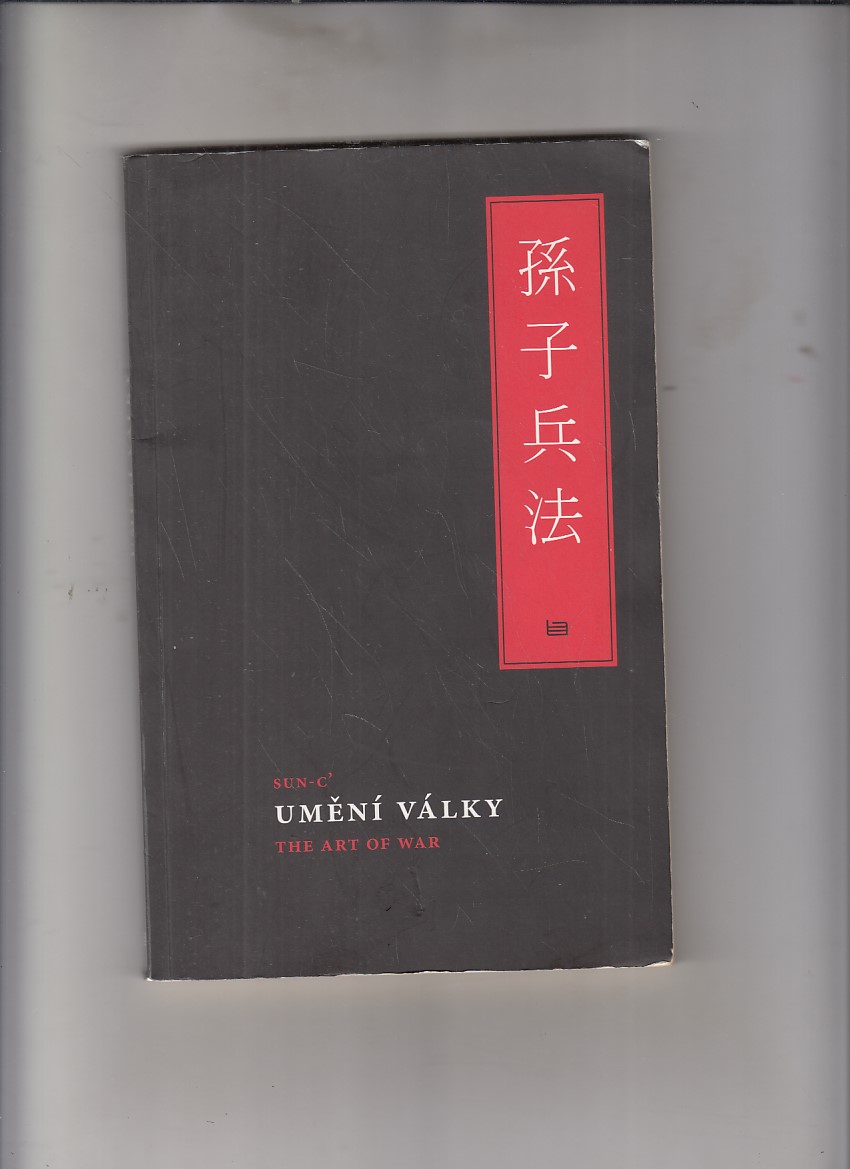 孫子兵法
SUN-C’
UMĚNÍ VÁLKY
THE ART OF WAR